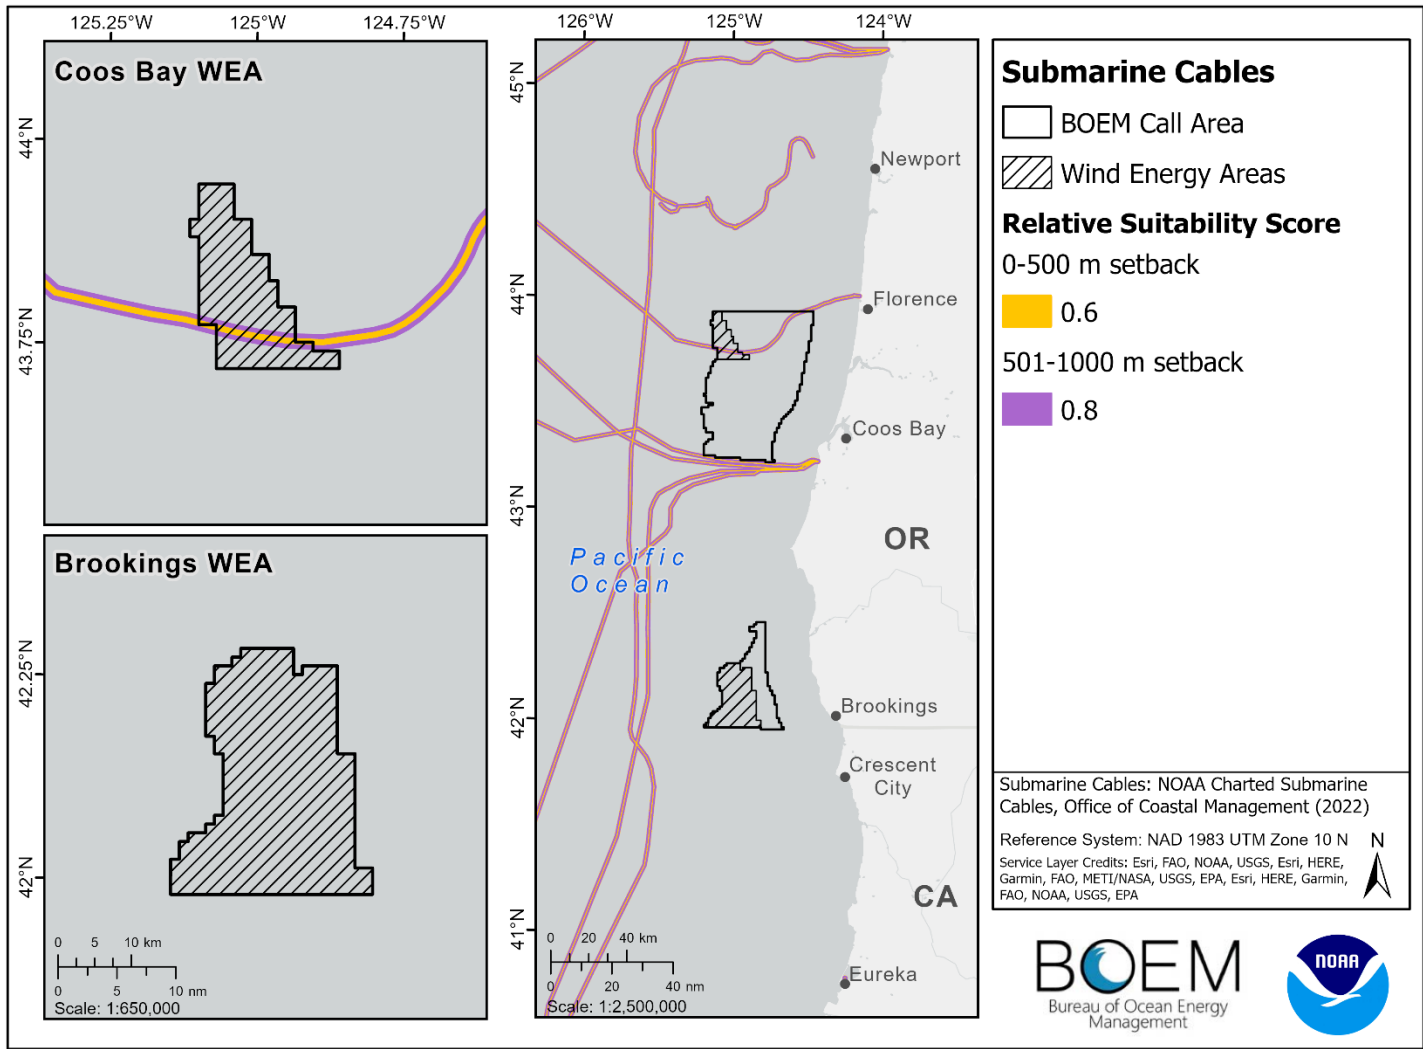 125.25°W
125°W
124.75°W
126°W
125°W
124°W
Coos Bay WEA
44°N
43.75°N
Brookings WEA
42.25°N
42°N
0 5 10 km
0 5 10 nm
Scale: 1:650,000
45°N
44°N
43°N
42°N
41°N
Newport
Florence
Coos Bay
OR
Pacific
Ocean
Brookings
Crescent
City
CA
Eureka
0 20 40 km
0 20 40 nm
Scale: 1:2,500,000
Submarine Cables
BOEM Call Area
Wind Energy Areas
Relative Suitability Score
0-500 m setback
0.6
501-1000 m setback
0.8
Submarine Cables: NOAA Charted Submarine
Cables, Office of Coastal Management (2022)
Reference System: NAD 1983 UTM Zone 10 N
N
Service Layer Credits: Esri, FAO, NOAA, USGS, Esri, HERE,
Garmin, FAO, METI/NASA, USGS, EPA, Esri, HERE, Garmin,
FAO, NOAA, USGS, EPA
BOEM
Bureau of Ocean Energy
Management
NOAA